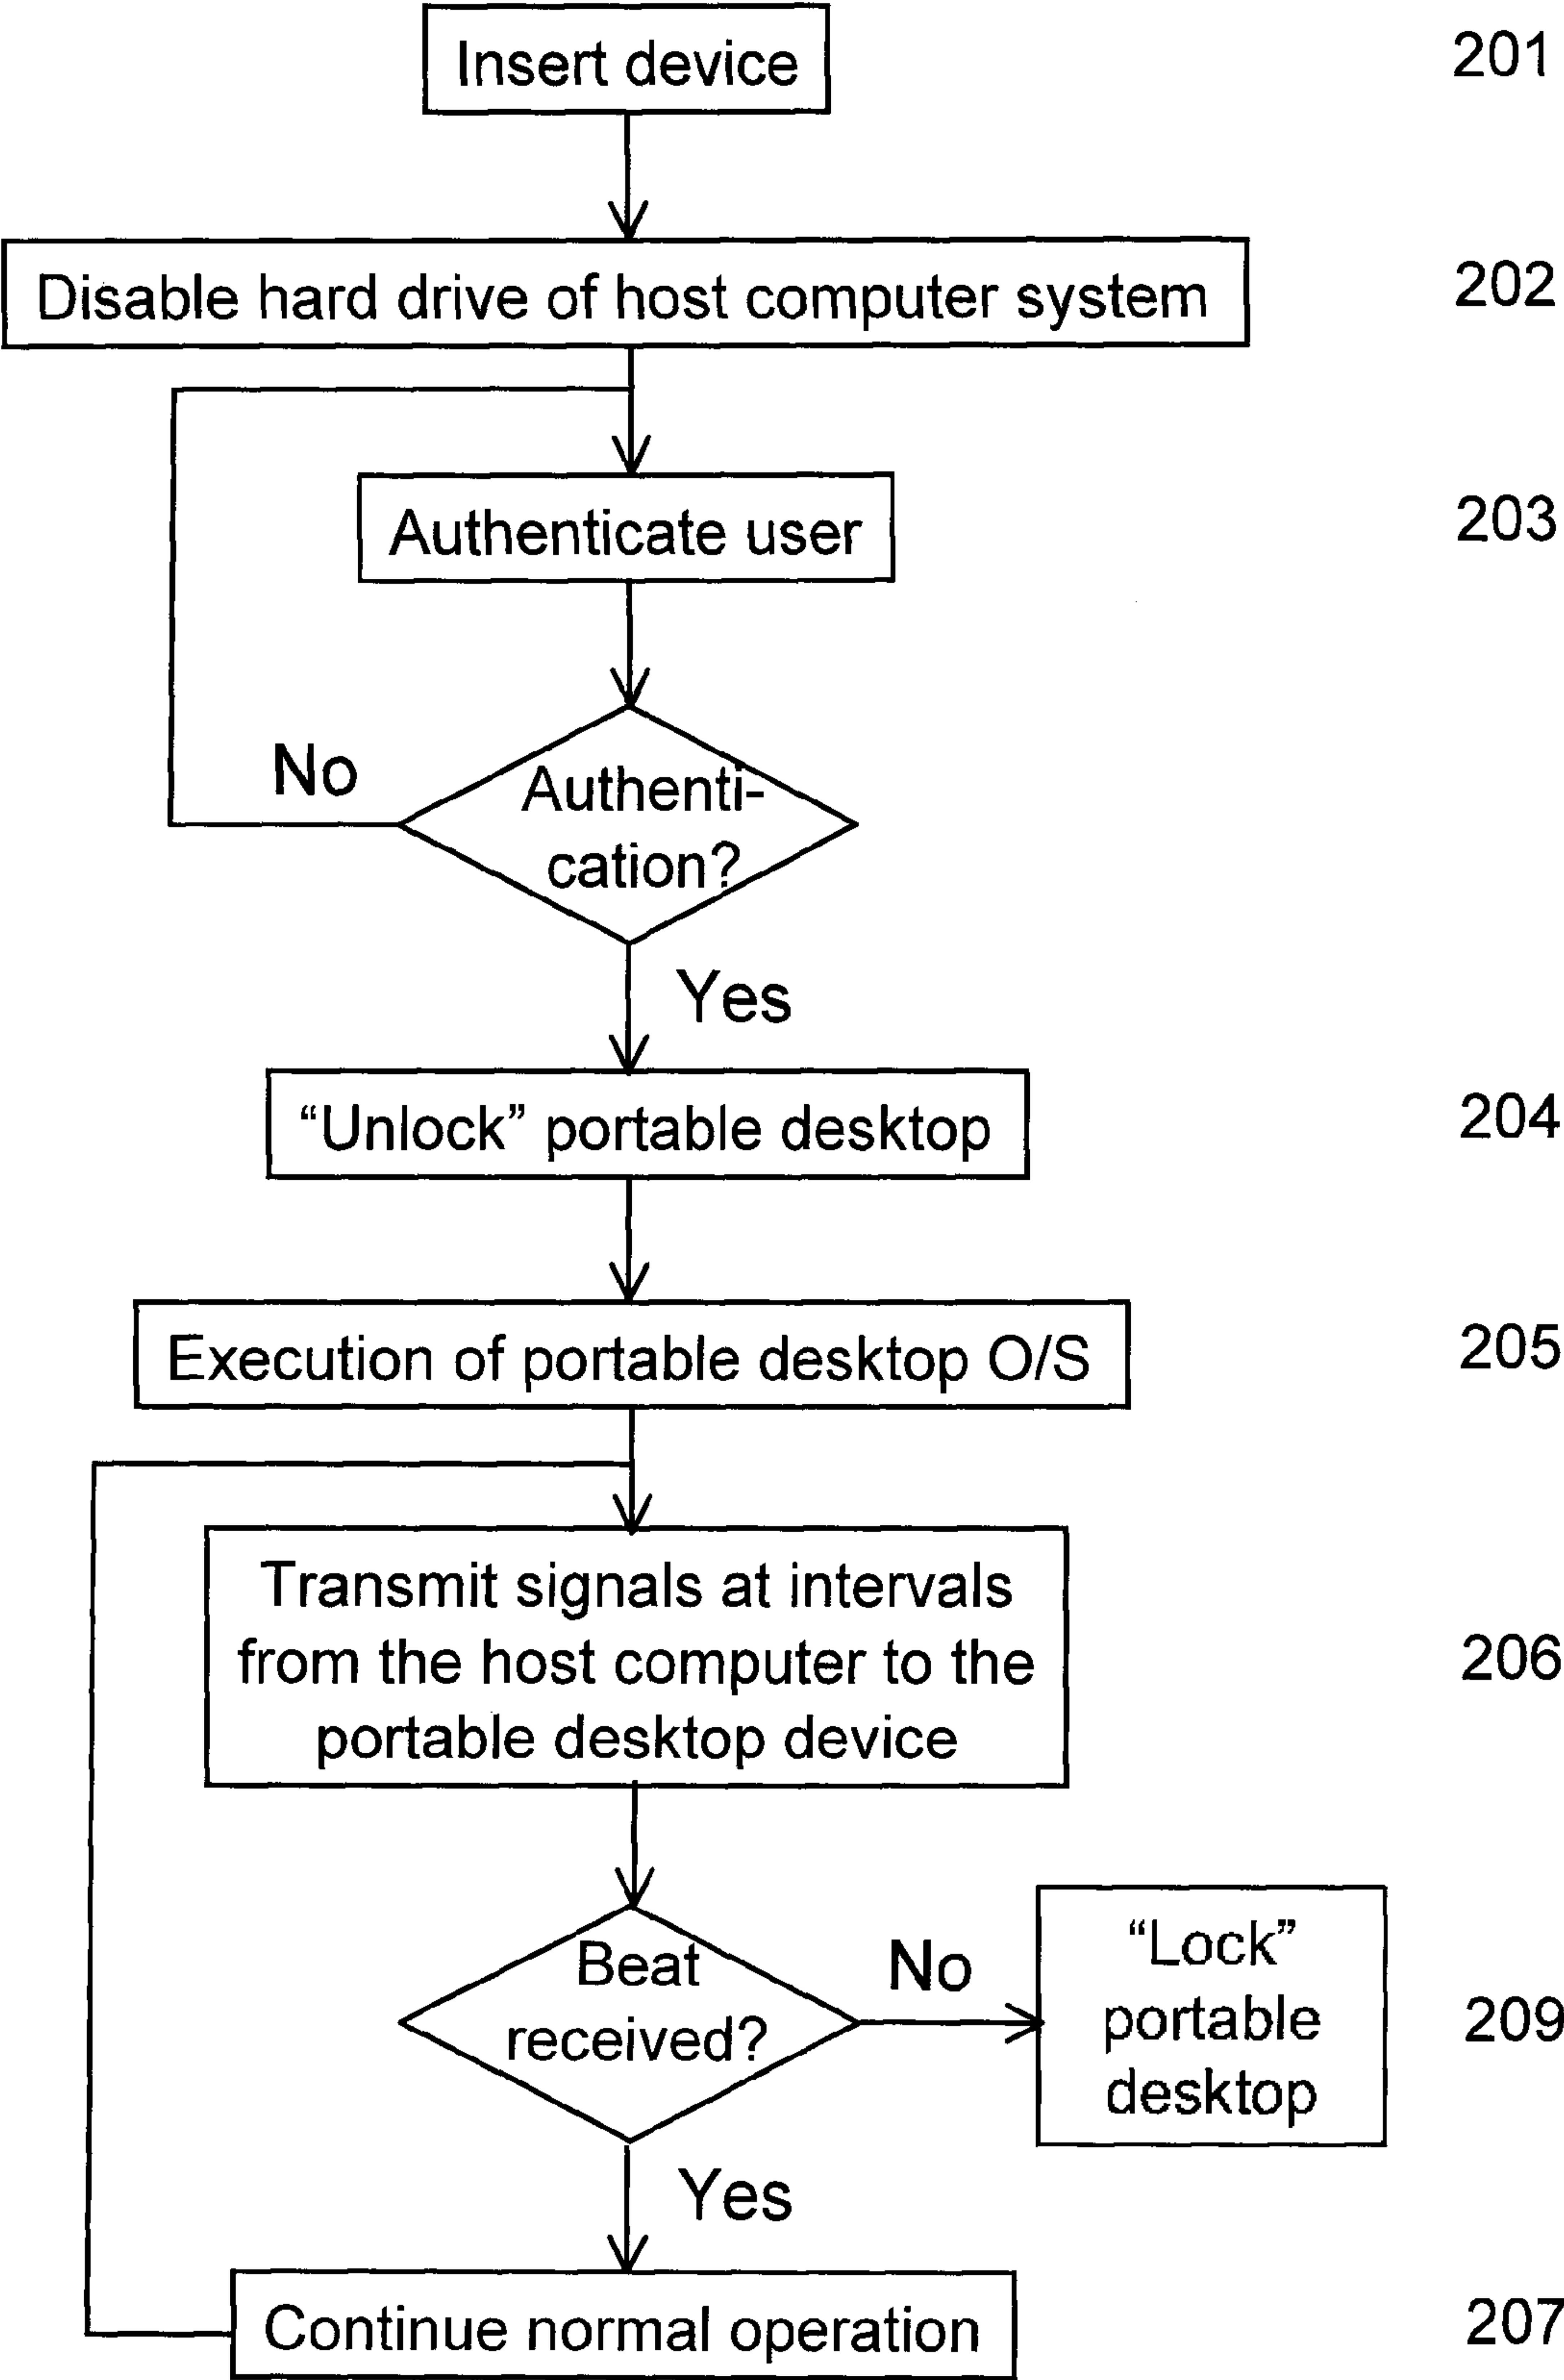 Insert device
201
Disable hard drive of host computer system
202
Authenticate user
203
No
Authenti-
cation?
Yes
"Unlock" portable desktop
204
Execution of portable desktop O/S
205
Transmit signals at intervals
from the host computer to the
portable desktop device
206
Beat
received?
No
“Lock”
portable
desktop
209
Yes
Continue normal operation
207